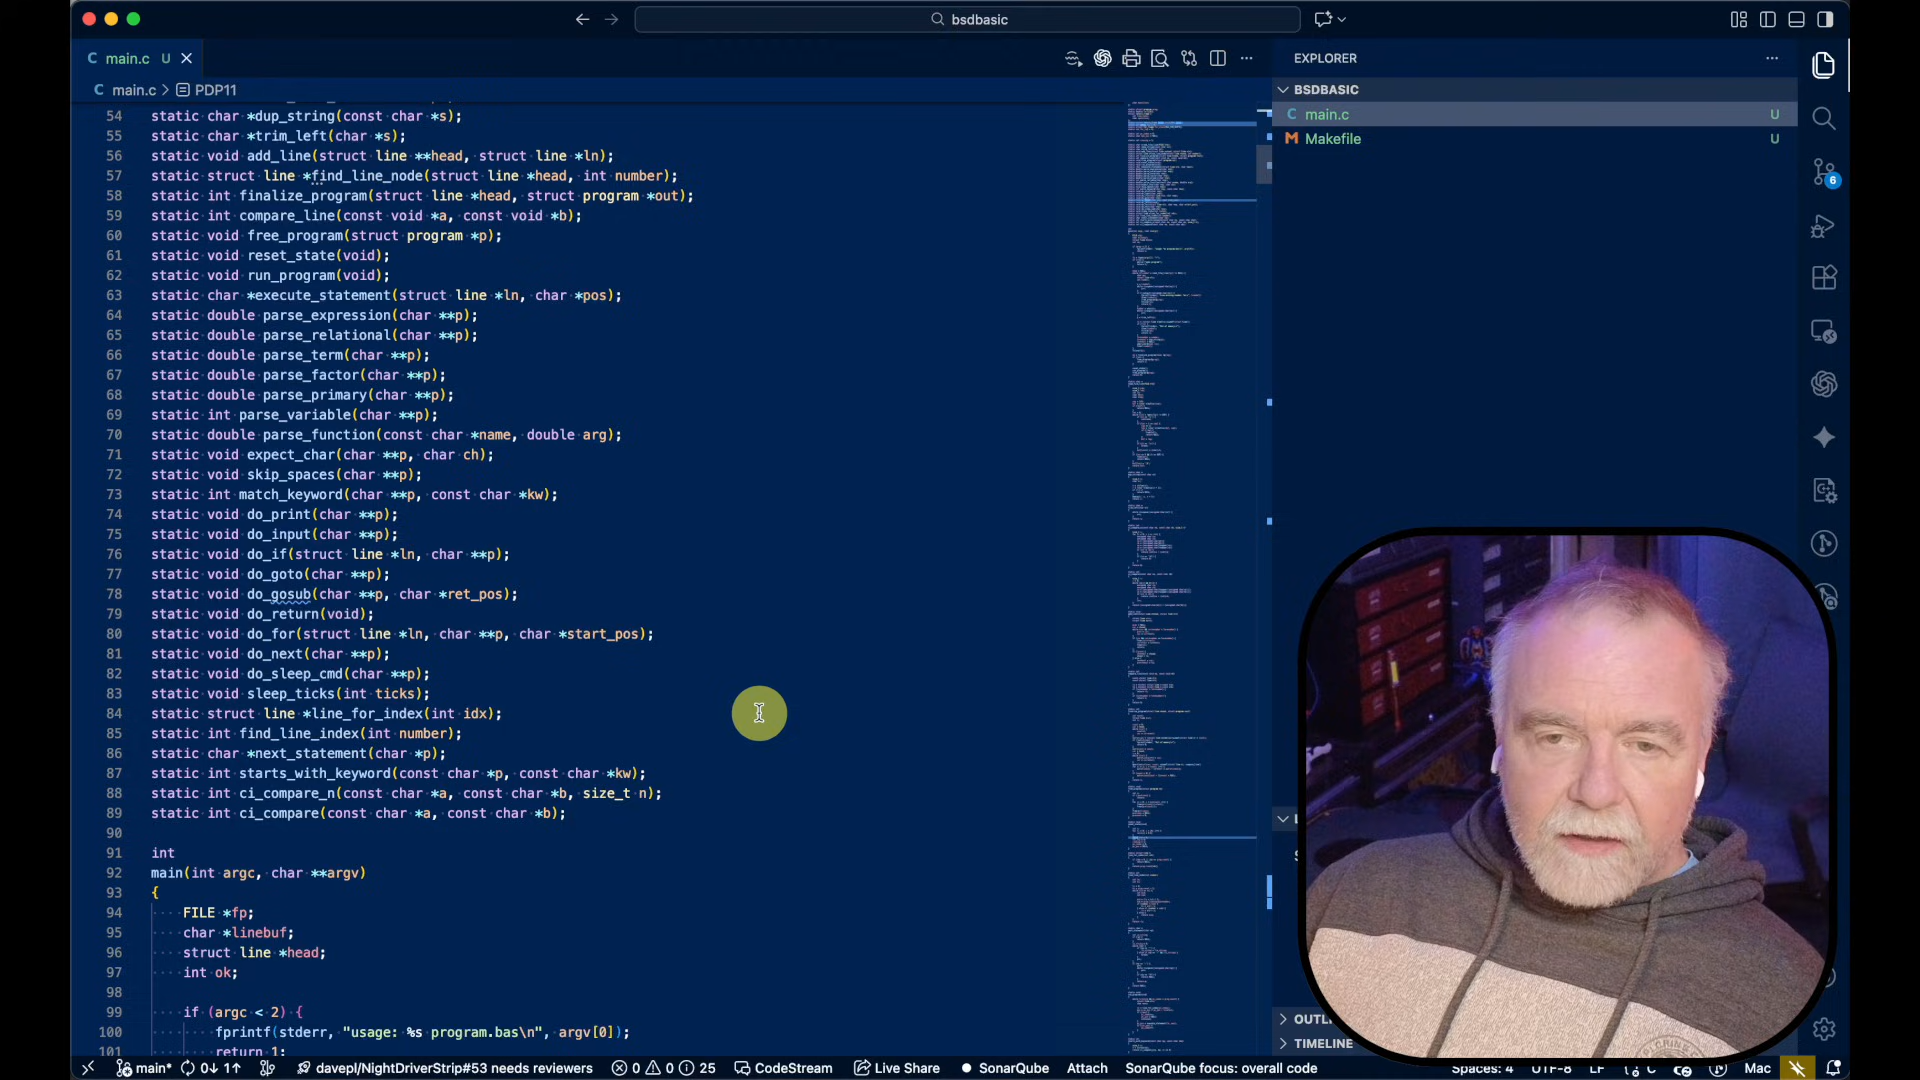 bsdbasic
C main.c U
EXPLORER
C main.c > PDP11
BSDBASIC
C main.c U
M Makefile U
6
54 static char *dup_string(const char *s);
55 static char *trim_left(char *s);
56 static void add_line(struct line **head, struct line *ln);
57 static struct line *find_line_node(struct line *head, int number);
58 static int finalize_program(struct line *head, struct program *out);
59 static int compare_line(const void *a, const void *b);
60 static void free_program(struct program *p);
61 static void reset_state(void);
62 static void run_program(void);
63 static char *execute_statement(struct line *ln, char *pos);
64 static double parse_expression(char **p);
65 static double parse_relational(char **p);
66 static double parse_term(char **p);
67 static double parse_factor(char **p);
68 static double parse_primary(char **p);
69 static int parse_variable(char **p);
70 static double parse_function(const char *name, double arg);
71 static void expect_char(char **p, char ch);
72 static void skip_spaces(char **p);
73 static int match_keyword(char **p, const char *kw);
74 static void do_print(char **p);
75 static void do_input(char **p);
76 static void do_if(struct line *ln, char **p);
77 static void do_goto(char **p);
78 static void do_gosub(char **p, char *ret_pos);
79 static void do_return(void);
80 static void do_for(struct line *ln, char **p, char *start_pos);
81 static void do_next(char **p);
82 static void do_sleep_cmd(char **p);
83 static void sleep_ticks(int ticks);
84 static struct line *line_for_index(int idx);
85 static int find_line_index(int number);
86 static char *next_statement(char *p);
87 static int starts_with_keyword(const char *p, const char *kw);
88 static int ci_compare_n(const char *a, const char *b, size_t n);
89 static int ci_compare(const char *a, const char *b);
90
91 int
92 main(int argc, char **argv)
93 {
94 FILE *fp;
95 char *linebuf;
96 struct line *head;
97 int ok;
98
99 if (argc < 2) {
100 fprintf(stderr, "usage: %s program.bas\n", argv[0]);
101 return 1;
TIMELINE
main* 0↓ 1↑ davepl/NightDriverStrip#53 needs reviewers 0 0 25 CodeStream Live Share SonarQube Attach SonarQube focus: overall code Spaces: 4 UTF-8 LF C Mac